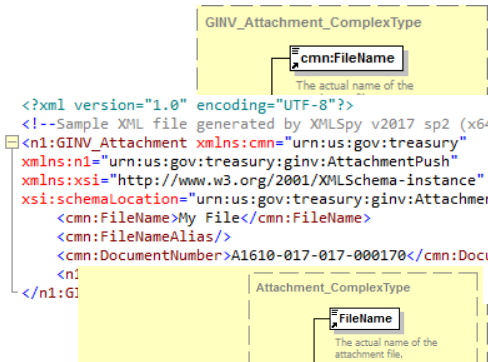 GINV_Attachment_ComplexType
cmn:FileName
The actual name of the
<?xml version="1.0" encoding="UTF-8"?>
<!--Sample XML file generated by XMLSpy v2017 sp2 (x64
<n1:GINV_Attachment xmlns:cmn="urn:us:gov:treasury"
xmlns:n1="urn:us:gov:treasury:ginv:AttachmentPush"
xmlns:xsi="http://www.w3.org/2001/XMLSchema-instance"
xsi:schemaLocation="urn:us:gov:treasury:ginv:Attachmen
<cmn:FileName>My File</cmn:FileName>
<cmn:FileNameAlias/>
<cmn:DocumentNumber>A1610-017-017-000170</cmn:Docu
<n1
</n1:GI
Attachment_ComplexType
FileName
The actual name of the
attachment file.